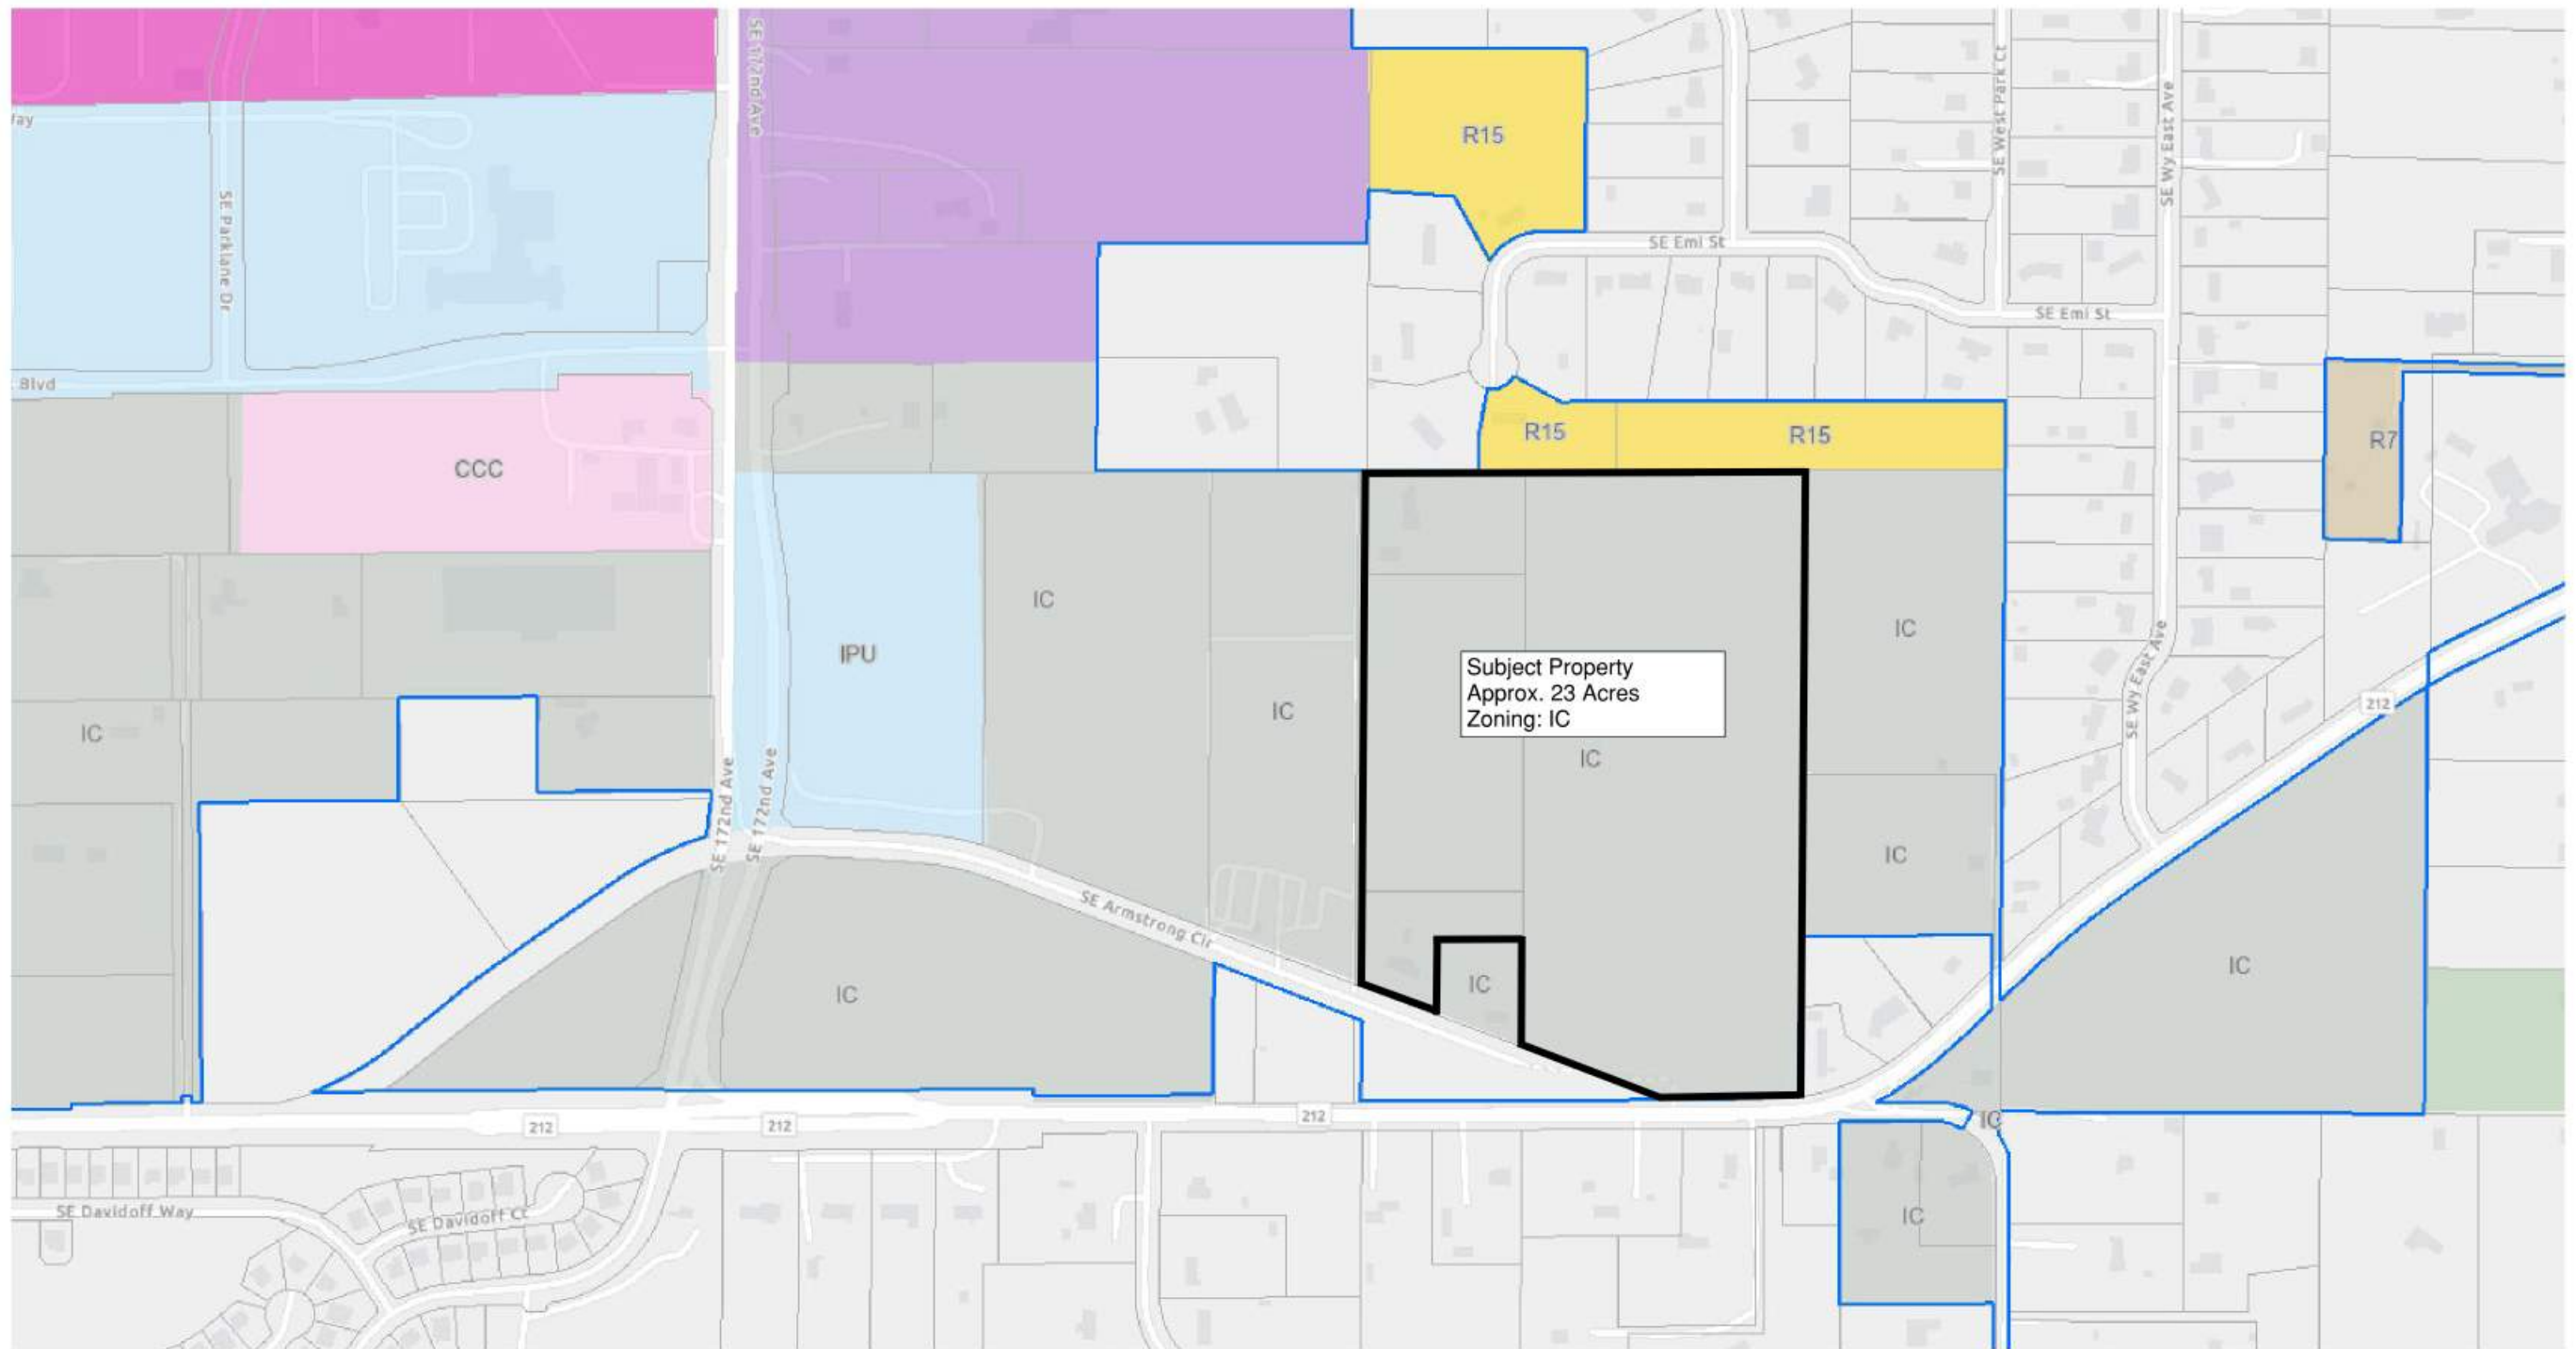 SE 172nd Ave
R15
SE West Park Ct
SE Wy East Ave
SE Parklane Dr
SE Emi St
SE Emi St
Blvd
R15
R15
R7
CCC
IC
IC
IPU
Subject Property
Approx. 23 Acres
Zoning: IC
SE Wy East Ave
212
IC
IC
IC
SE 172nd Ave
SE 172nd Ave
IC
SE Armstrong Cir
IC
IC
IC
212
212
212
IC
SE Davidoff Way
SE Davidoff Ct
IC